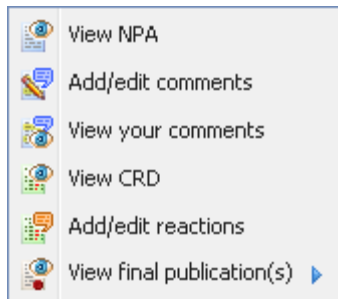 View NPA
Add/edit comments
View your comments
View CRD
Add/edit reactions
View final publication(s)